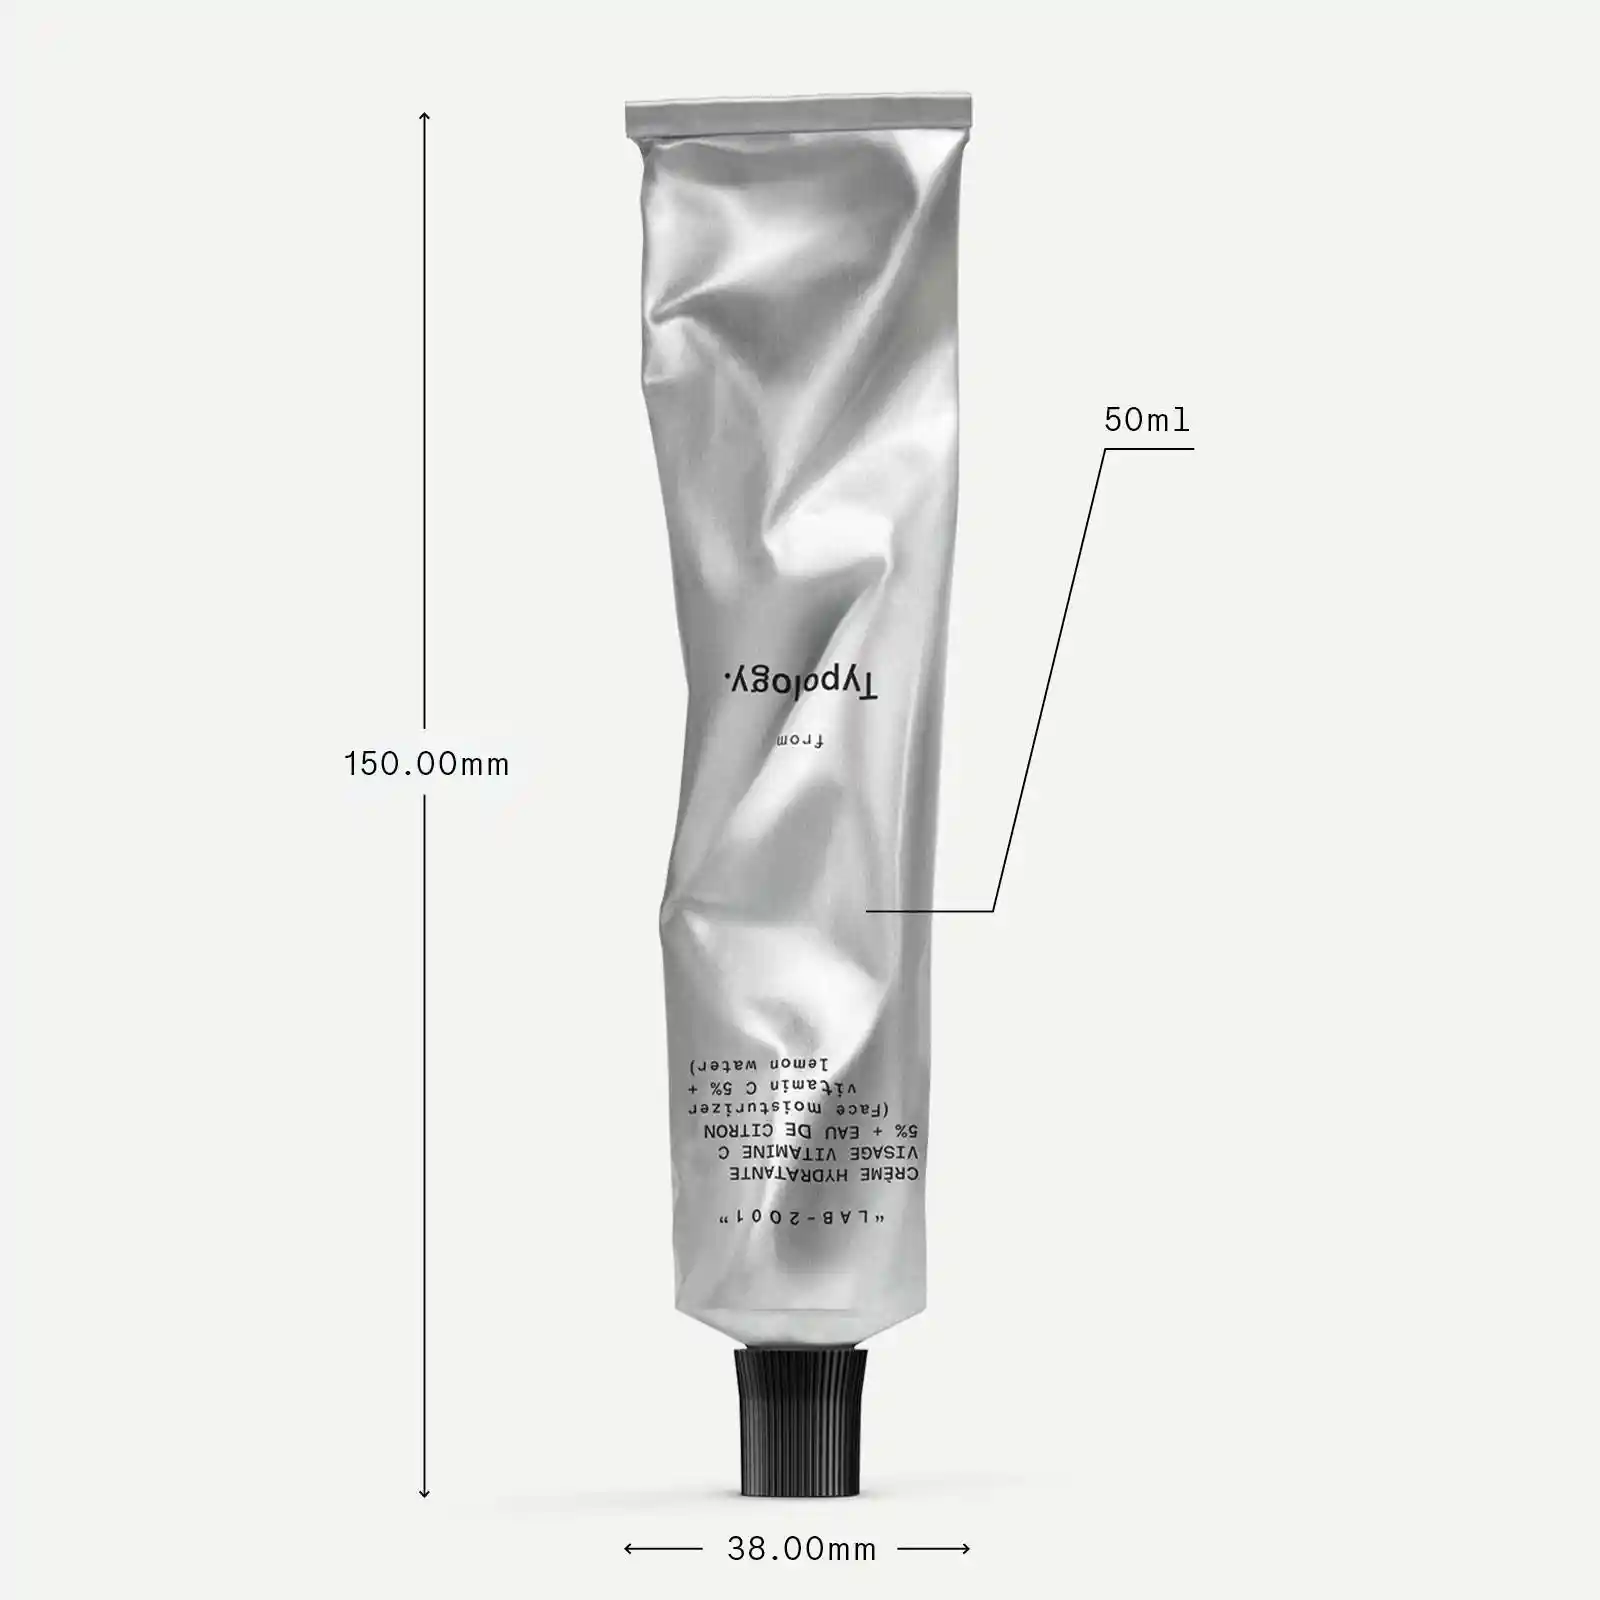 50ml
150.00mm
"LAB-2001"
CRÈME HYDRATANTE
VISAGE VITAMINE C
5% + EAU DE CITRON
(Face moisturizer
vitamin C 5% +
lemon water)
from
Typology.
38.00mm